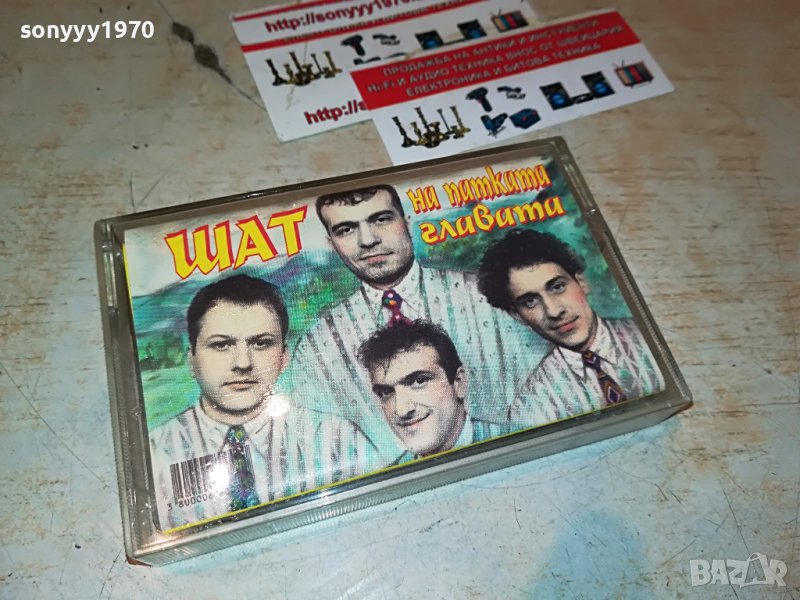 sonyyy1970
http://sonyyy1970.
ПРОДАЖБА НА АНТИКИ И ИНСТРУМЕНТИ
Hi-Fi И АУДИО ТЕХНИКА ВНОС ОТ ШВЕЙЦАРИЯ
ЕЛЕКТРОНИКА И БИТОВА ТЕХНИКА
http://s
ШАТ
на патката
главата
BAZAR